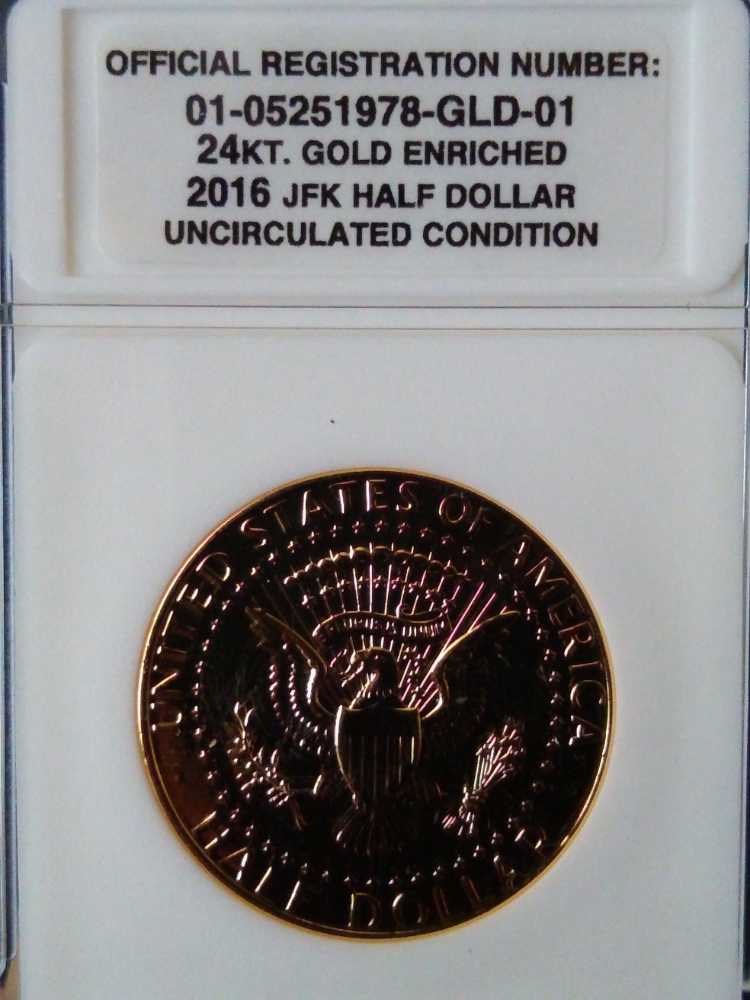 OFFICIAL REGISTRATION NUMBER:
01-05251978-GLD-01
24KT. GOLD ENRICHED
2016 JFK HALF DOLLAR
UNCIRCULATED CONDITION
UNITED STATES OF AMERICA
HALF DOLLAR